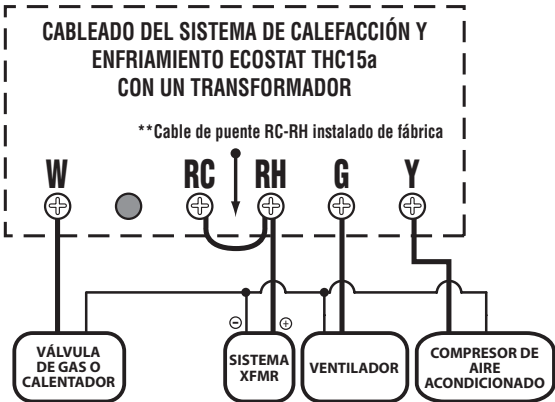 CABLEADO DEL SISTEMA DE CALEFACCIÓN Y
ENFRIAMIENTO ECOSTAT THC15a
CON UN TRANSFORMADOR
**Cable de puente RC-RH instalado de fábrica
W RC RH G Y
⊖ ⊕
VÁLVULA
DE GAS O
CALENTADOR
SISTEMA
XFMR
VENTILADOR
COMPRESOR DE
AIRE
ACONDICIONADO